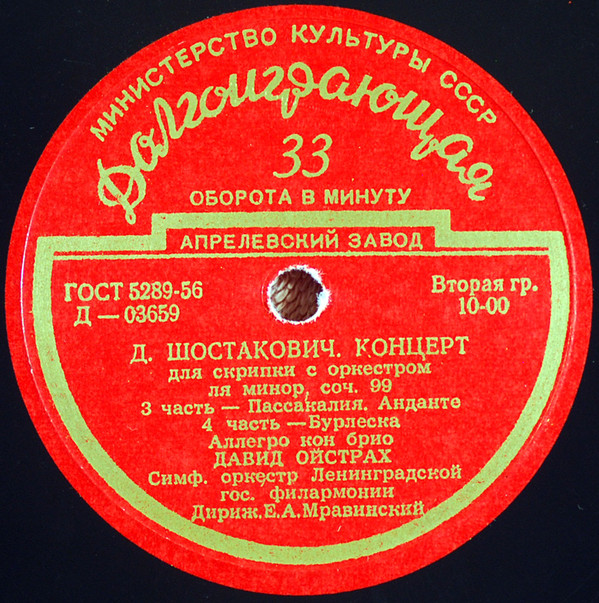 МИНИСТЕРСТВО КУЛЬТУРЫ СССР
Долгоиграющая
33
ОБОРОТА В МИНУТУ
АПРЕЛЕВСКИЙ ЗАВОД
ГОСТ 5289-56
Д — 03659
Вторая гр.
10-00
Д. ШОСТАКОВИЧ. КОНЦЕРТ
для скрипки с оркестром
ля минор, соч. 99
3 часть — Пассакалия. Анданте
4 часть —Бурлеска
Аллегро кон брио
ДАВИД ОЙСТРАХ
Симф. оркестр Ленинградской
гос. филармонии
Дириж.Е.А.Мравинский